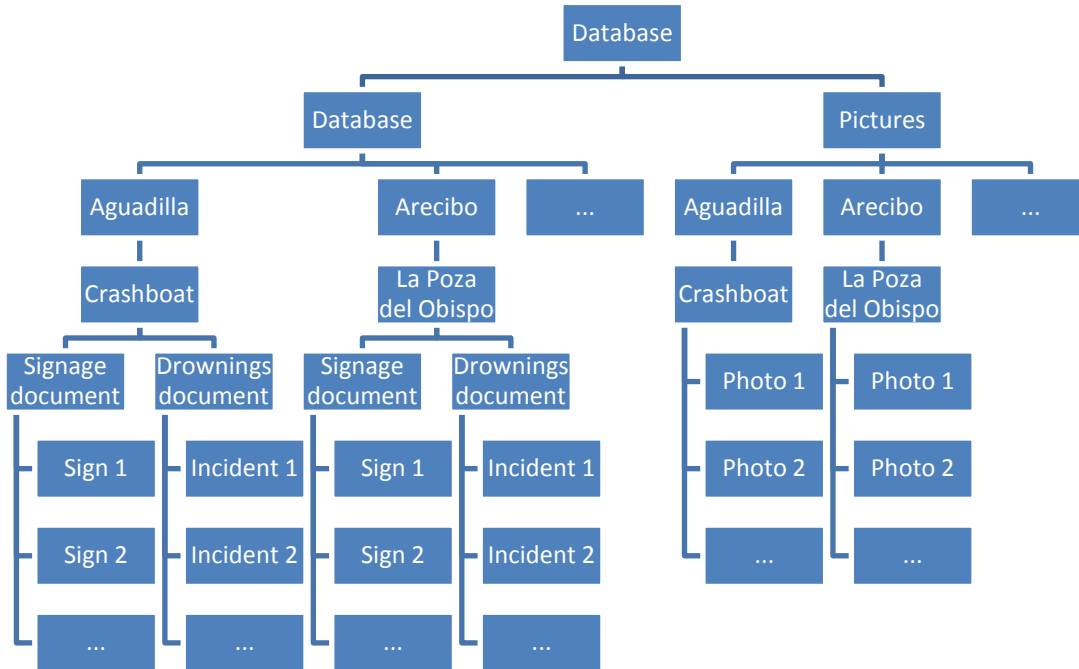 Database
Database
Pictures
Aguadilla
Arecibo
...
Aguadilla
Arecibo
...
Crashboat
La Poza
del Obispo
Crashboat
La Poza
del Obispo
Signage
document
Drownings
document
Signage
document
Drownings
document
Photo 1
Photo 1
Sign 1
Incident 1
Sign 1
Incident 1
Photo 2
Photo 2
Sign 2
Incident 2
Sign 2
Incident 2
...
...
...
...
...
...